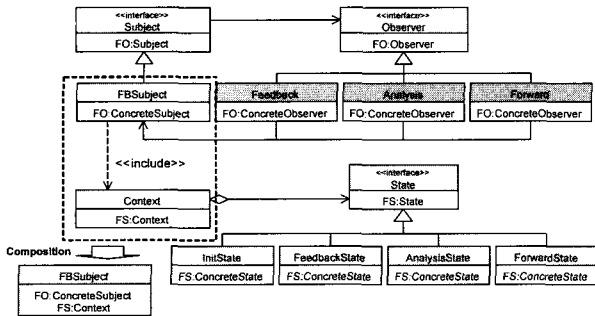 <<interface>>
Subject
FO:Subject
<<interface>>
Observer
FO:Observer
FBSubject
FO:ConcreteSubject
Feedback
FO:ConcreteObserver
Analysis
FO:ConcreteObserver
Forward
FO:ConcreteObserver
<<include>>
Context
FS:Context
<<interface>>
State
FS:State
Composition
FBSubject
FO:ConcreteSubject
FS:Context
InitState
FS:ConcreteState
FeedbackState
FS:ConcreteState
AnalysisState
FS:ConcreteState
ForwardState
FS:ConcreteState